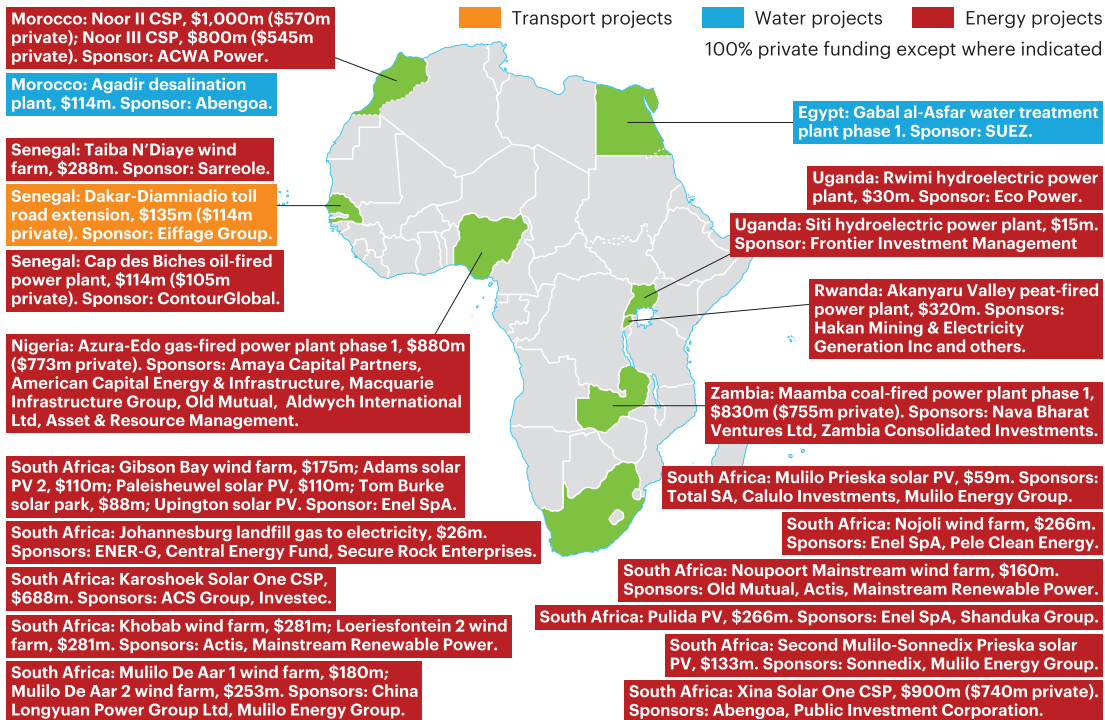 Transport projects
Water projects
Energy projects
100% private funding except where indicated
Morocco: Noor II CSP, $1,000m ($570m
private); Noor III CSP, $800m ($545m
private). Sponsor: ACWA Power.
Morocco: Agadir desalination
plant, $114m. Sponsor: Abengoa.
Senegal: Taiba N’Diaye wind
farm, $288m. Sponsor: Sarreole.
Senegal: Dakar-Diamniadio toll
road extension, $135m ($114m
private). Sponsor: Eiffage Group.
Senegal: Cap des Biches oil-fired
power plant, $114m ($105m
private). Sponsor: ContourGlobal.
Nigeria: Azura-Edo gas-fired power plant phase 1, $880m
($773m private). Sponsors: Amaya Capital Partners,
American Capital Energy & Infrastructure, Macquarie
Infrastructure Group, Old Mutual, Aldwych International
Ltd, Asset & Resource Management.
South Africa: Gibson Bay wind farm, $175m; Adams solar
PV 2, $110m; Paleisheuwel solar PV, $110m; Tom Burke
solar park, $88m; Upington solar PV. Sponsor: Enel SpA.
South Africa: Johannesburg landfill gas to electricity, $26m.
Sponsors: ENER-G, Central Energy Fund, Secure Rock Enterprises.
South Africa: Karoshoek Solar One CSP,
$688m. Sponsors: ACS Group, Investec.
South Africa: Khobab wind farm, $281m; Loeriesfontein 2 wind
farm, $281m. Sponsors: Actis, Mainstream Renewable Power.
South Africa: Mulilo De Aar 1 wind farm, $180m;
Mulilo De Aar 2 wind farm, $253m. Sponsors: China
Longyuan Power Group Ltd, Mulilo Energy Group.
Egypt: Gabal al-Asfar water treatment
plant phase 1. Sponsor: SUEZ.
Uganda: Rwimi hydroelectric power
plant, $30m. Sponsor: Eco Power.
Uganda: Siti hydroelectric power plant, $15m.
Sponsor: Frontier Investment Management
Rwanda: Akanyaru Valley peat-fired
power plant, $320m. Sponsors:
Hakan Mining & Electricity
Generation Inc and others.
Zambia: Maamba coal-fired power plant phase 1,
$830m ($755m private). Sponsors: Nava Bharat
Ventures Ltd, Zambia Consolidated Investments.
South Africa: Mulilo Prieska solar PV, $59m. Sponsors:
Total SA, Calulo Investments, Mulilo Energy Group.
South Africa: Nojoli wind farm, $266m.
Sponsors: Enel SpA, Pele Clean Energy.
South Africa: Noupoort Mainstream wind farm, $160m.
Sponsors: Old Mutual, Actis, Mainstream Renewable Power.
South Africa: Pulida PV, $266m. Sponsors: Enel SpA, Shanduka Group.
South Africa: Second Mulilo-Sonnedix Prieska solar
PV, $133m. Sponsors: Sonnedix, Mulilo Energy Group.
South Africa: Xina Solar One CSP, $900m ($740m private).
Sponsors: Abengoa, Public Investment Corporation.